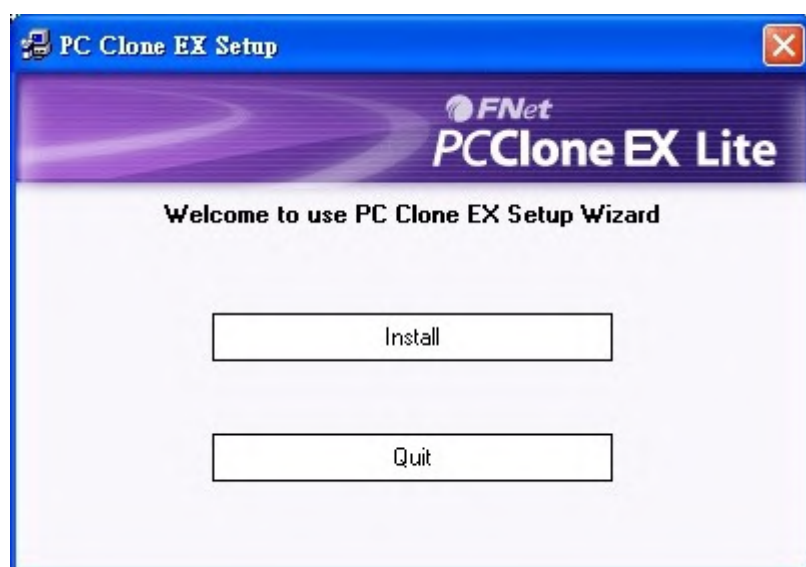 PC Clone EX Setup
FNet
PCClone EX Lite
Welcome to use PC Clone EX Setup Wizard
Install
Quit